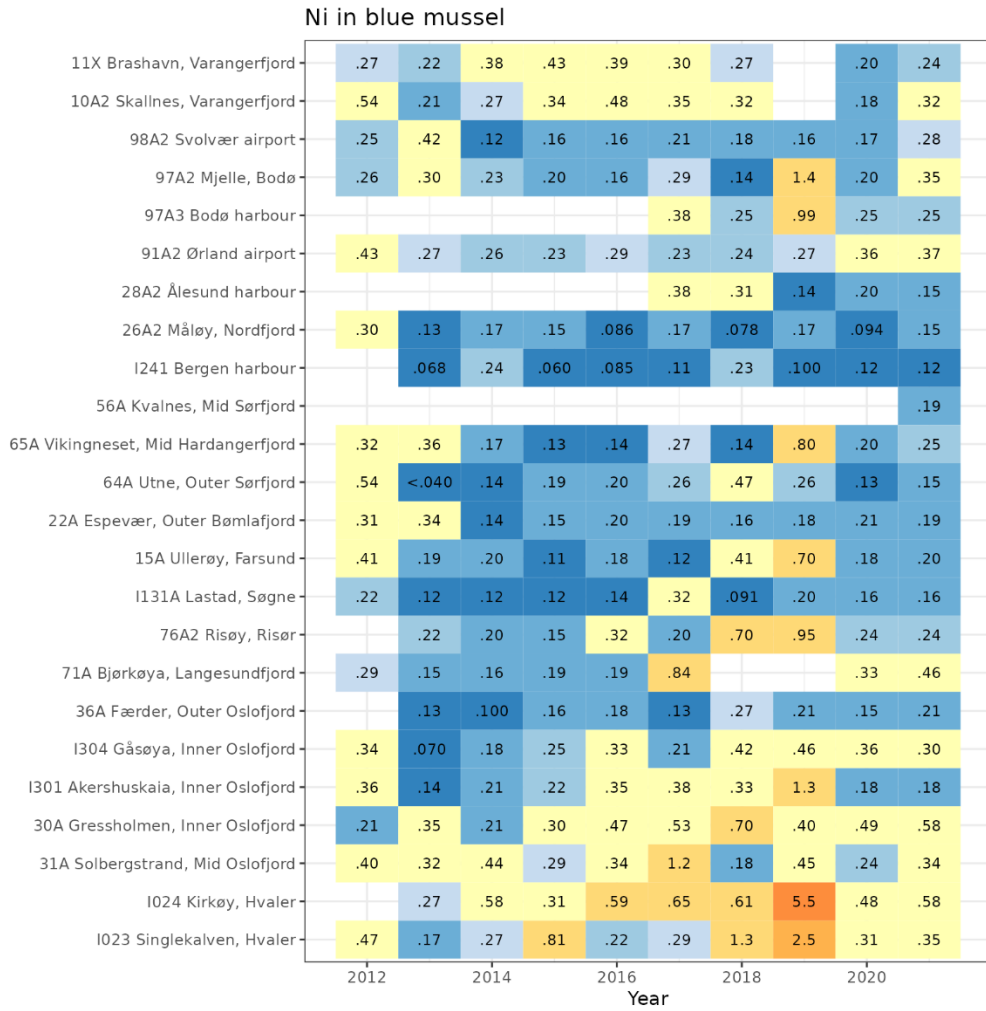 Ni in blue mussel
11X Brashavn, Varangerfjord .27 .22 .38 .43 .39 .30 .27 .20 .24
10A2 Skallnes, Varangerfjord .54 .21 .27 .34 .48 .35 .32 .18 .32
98A2 Svolvær airport .25 .42 .12 .16 .16 .21 .18 .16 .17 .28
97A2 Mjelle, Bodø .26 .30 .23 .20 .16 .29 .14 1.4 .20 .35
97A3 Bodø harbour .38 .25 .99 .25 .25
91A2 Ørland airport .43 .27 .26 .23 .29 .23 .24 .27 .36 .37
28A2 Ålesund harbour .38 .31 .14 .20 .15
26A2 Måløy, Nordfjord .30 .13 .17 .15 .086 .17 .078 .17 .094 .15
I241 Bergen harbour .068 .24 .060 .085 .11 .23 .100 .12 .12
56A Kvalnes, Mid Sørfjord .19
65A Vikingneset, Mid Hardangerfjord .32 .36 .17 .13 .14 .27 .14 .80 .20 .25
64A Utne, Outer Sørfjord .54 <.040 .14 .19 .20 .26 .47 .26 .13 .15
22A Espevær, Outer Bømlafjord .31 .34 .14 .15 .20 .19 .16 .18 .21 .19
15A Ullerøy, Farsund .41 .19 .20 .11 .18 .12 .41 .70 .18 .20
I131A Lastad, Søgne .22 .12 .12 .12 .14 .32 .091 .20 .16 .16
76A2 Risøy, Risør .22 .20 .15 .32 .20 .70 .95 .24 .24
71A Bjørkøya, Langesundfjord .29 .15 .16 .19 .19 .84 .33 .46
36A Færder, Outer Oslofjord .13 .100 .16 .18 .13 .27 .21 .15 .21
I304 Gåsøya, Inner Oslofjord .34 .070 .18 .25 .33 .21 .42 .46 .36 .30
I301 Akershuskaia, Inner Oslofjord .36 .14 .21 .22 .35 .38 .33 1.3 .18 .18
30A Gressholmen, Inner Oslofjord .21 .35 .21 .30 .47 .53 .70 .40 .49 .58
31A Solbergstrand, Mid Oslofjord .40 .32 .44 .29 .34 1.2 .18 .45 .24 .34
I024 Kirkøy, Hvaler .27 .58 .31 .59 .65 .61 5.5 .48 .58
I023 Singlekalven, Hvaler .47 .17 .27 .81 .22 .29 1.3 2.5 .31 .35
2012 2014 2016 2018 2020
Year